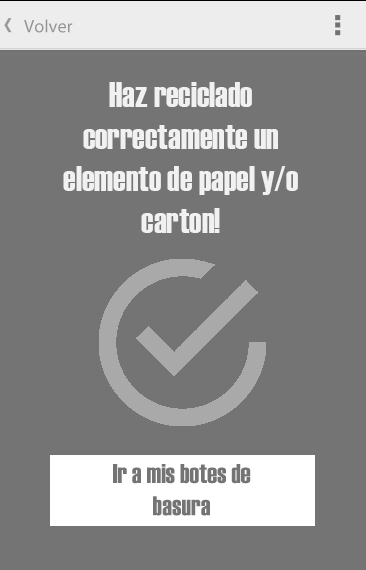 Volver
Haz reciclado
correctamente un
elemento de papel y/o
carton!
Ir a mis botes de
basura